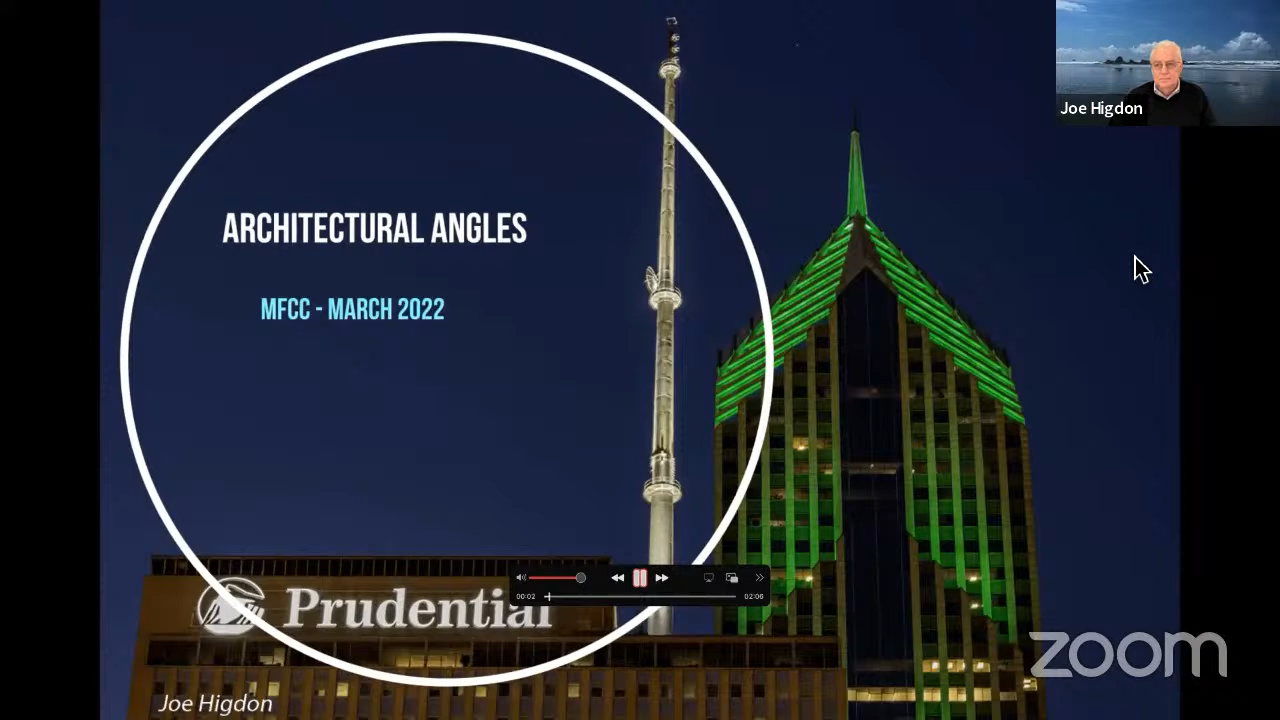 Joe Higdon
ARCHITECTURAL ANGLES
MFCC - MARCH 2022
Prudential
00:02
02:06
zoom
Joe Higdon